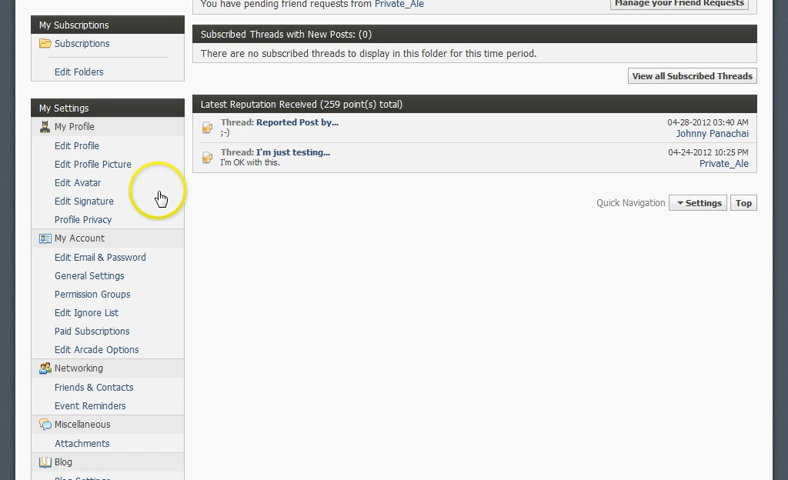 My Subscriptions
Subscriptions
Edit Folders
My Settings
My Profile
Edit Profile
Edit Profile Picture
Edit Avatar
Edit Signature
Profile Privacy
My Account
Edit Email & Password
General Settings
Permission Groups
Edit Ignore List
Paid Subscriptions
Edit Arcade Options
Networking
Friends & Contacts
Event Reminders
Miscellaneous
Attachments
Blog
Blog Settings
You have pending friend requests from Private_Ale
Manage your Friend Requests
Subscribed Threads with New Posts: (0)
There are no subscribed threads to display in this folder for this time period.
View all Subscribed Threads
Latest Reputation Received (259 point(s) total)
Thread: Reported Post by... 04-28-2012 03:40 AM
;-) Johnny Panachai
Thread: I'm just testing... 04-24-2012 10:25 PM
I'm OK with this. Private_Ale
Quick Navigation Settings Top